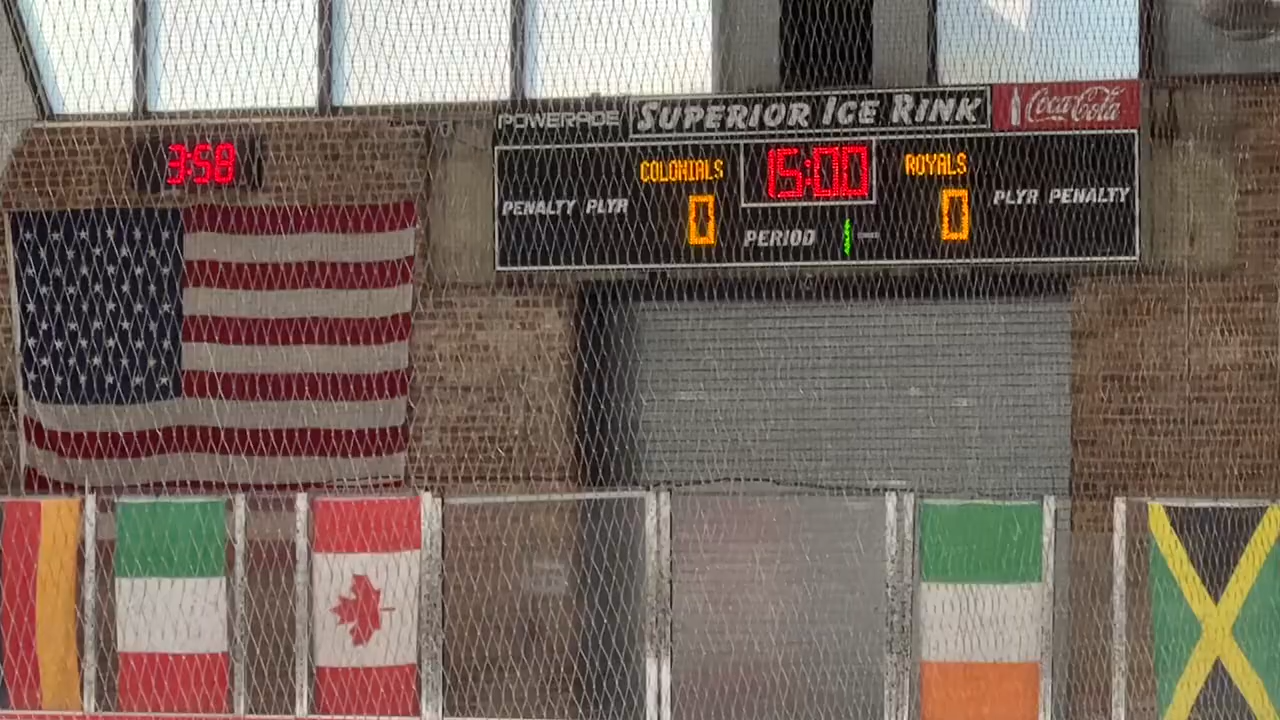 POWERADE SUPERIOR ICE RINK Coca-Cola
3:58
COLONIALS 15:00 ROYALS
PENALTY PLYR 0 0 PLYR PENALTY
PERIOD 1